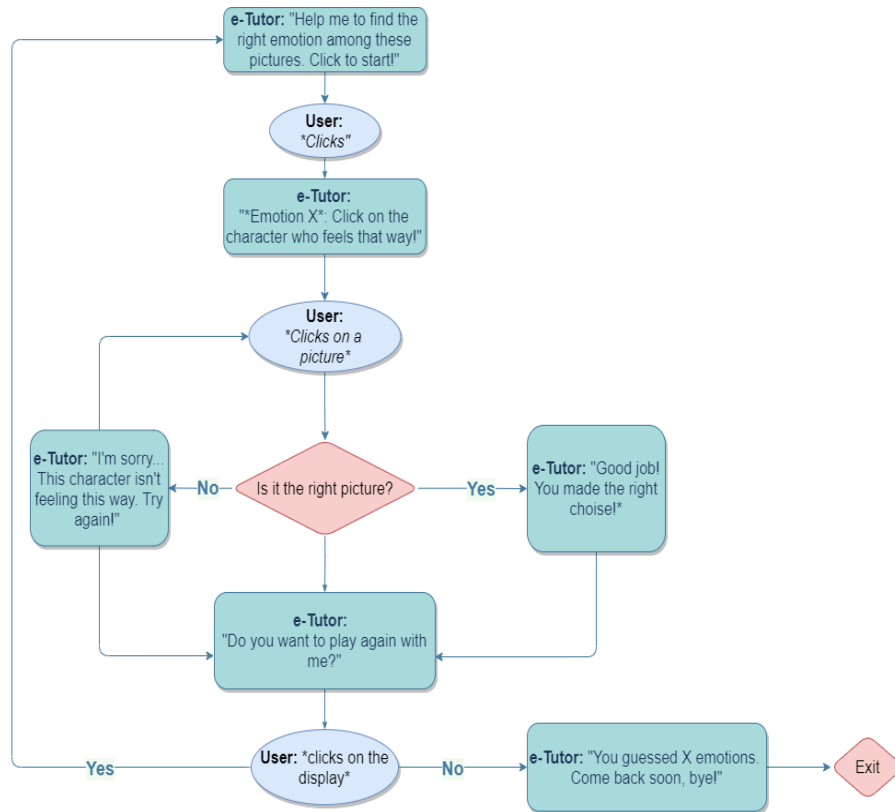 e-Tutor: "Help me to find the
right emotion among these
pictures. Click to start!"
User:
*Clicks"
e-Tutor:
"*Emotion X*: Click on the
character who feels that way!"
User:
*Clicks on a
picture*
e-Tutor: "I'm sorry...
This character isn't
feeling this way. Try
again!"
No
Is it the right picture?
Yes
e-Tutor: "Good job!
You made the right
choise!*
e-Tutor:
"Do you want to play again with
me?"
Yes
User: *clicks on the
display*
No
e-Tutor: "You guessed X emotions.
Come back soon, bye!"
Exit